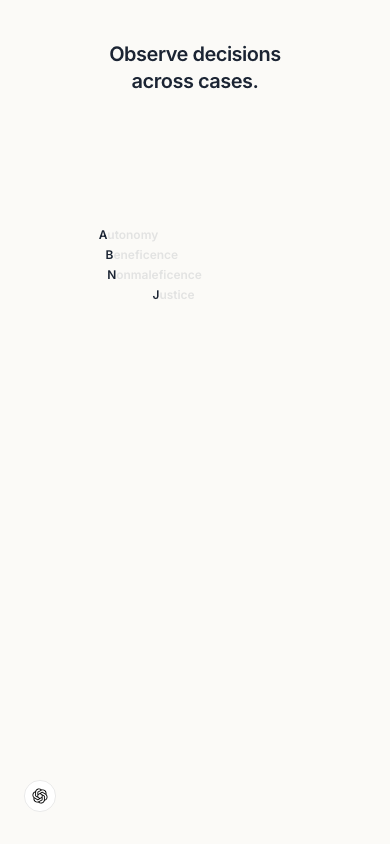 Observe decisions
across cases.
Autonomy
Beneficence
Nonmaleficence
Justice